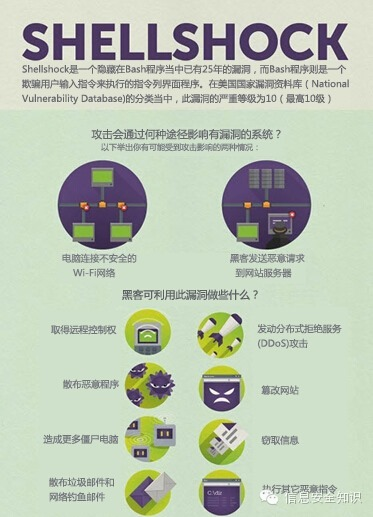 SHELLSHOCK
Shellshock是一个隐藏在Bash程序当中已有25年的漏洞，而Bash程序则是一个
欺骗用户输入指令来执行的指令列界面程序。在美国国家漏洞资料库（National
Vulnerability Database)的分类当中，此漏洞的严重等级为10（最高10级）
攻击会通过何种途径影响有漏洞的系统？
以下举出你有可能受到攻击影响的两种情况：
电脑连接不安全的
Wi-Fi网络
黑客发送恶意请求
到网站服务器
黑客可利用此漏洞做些什么？
取得远程控制权
发动分布式拒绝服务
(DDoS)攻击
散布恶意程序
篡改网站
造成更多僵尸电脑
窃取信息
散布垃圾邮件和
网络钓鱼邮件
C:\/
执行其它恶意指令
信息安全知识